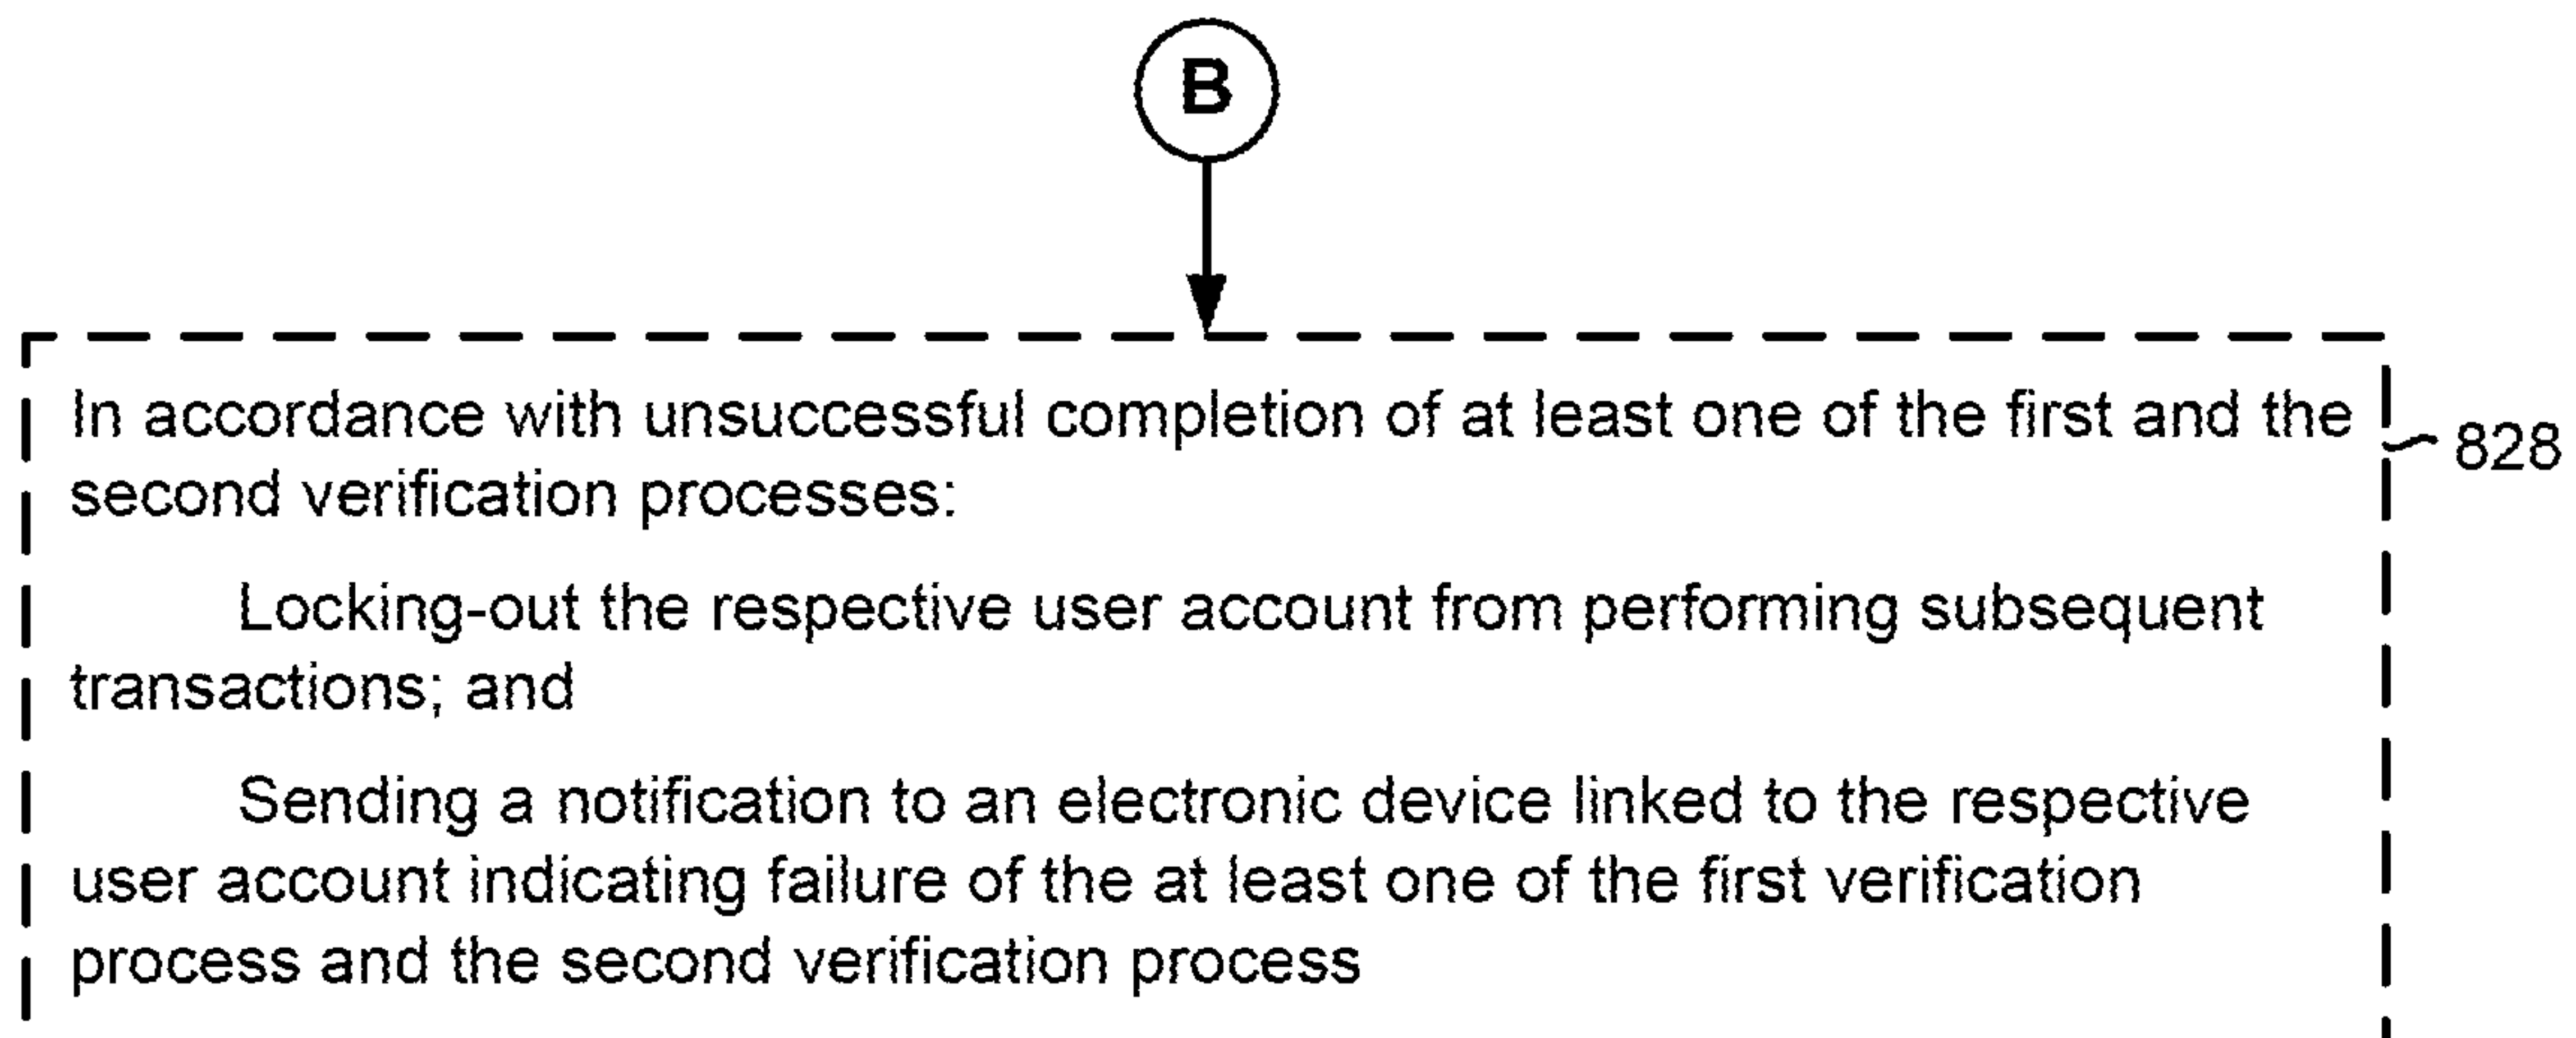 B
In accordance with unsuccessful completion of at least one of the first and the
828
second verification processes:
Locking-out the respective user account from performing subsequent
transactions; and
Sending a notification to an electronic device linked to the respective
user account indicating failure of the at least one of the first verification
process and the second verification process